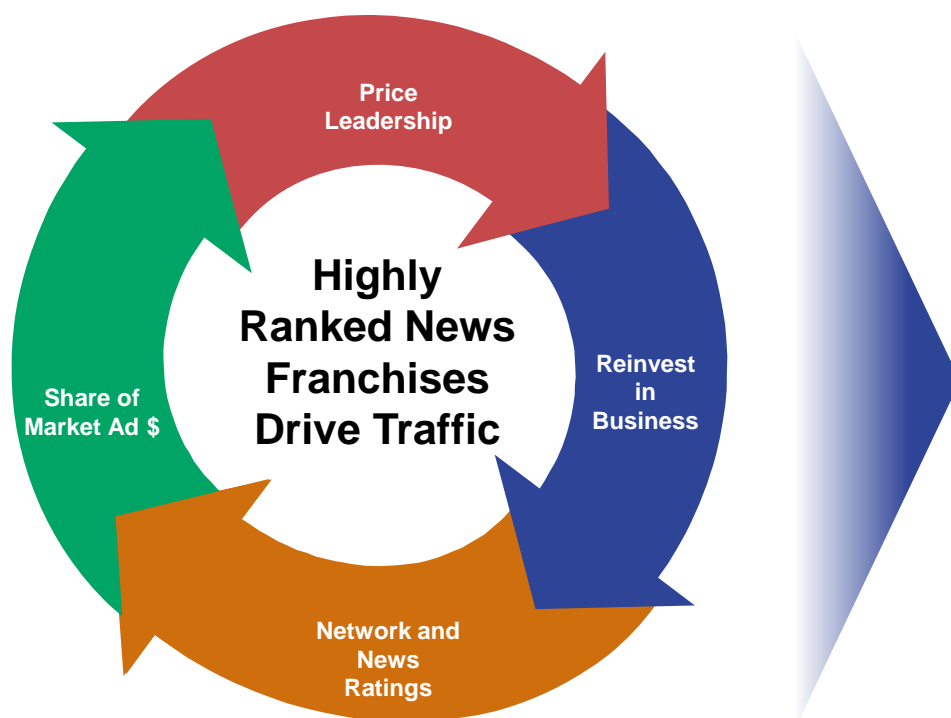 Price
Leadership
Highly
Ranked News
Franchises
Drive Traffic
Reinvest
in
Business
Share of
Market Ad $
Network and
News
Ratings